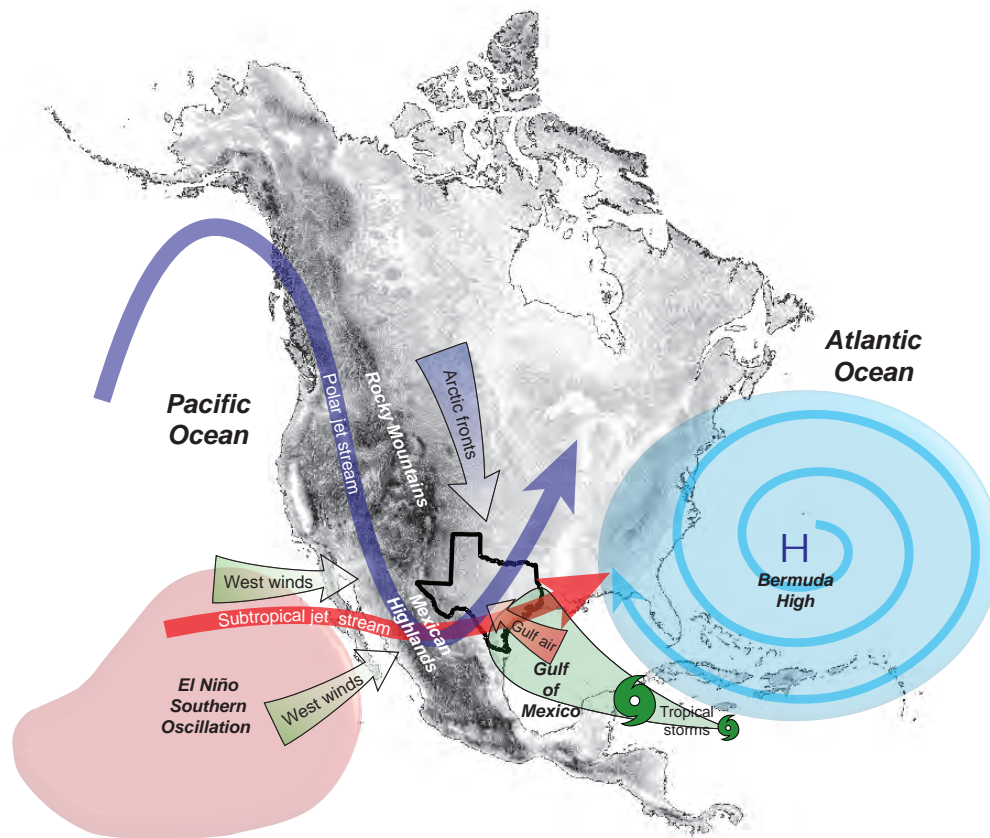 Atlantic
Ocean
Pacific
Ocean
Polar jet stream
Rocky Mountains
Arctic fronts
H
Bermuda
High
West winds
Subtropical jet stream
Mexican
Highlands
Gulf air
El Niño
Southern
Oscillation
West winds
Gulf
of
Mexico
Tropical
storms